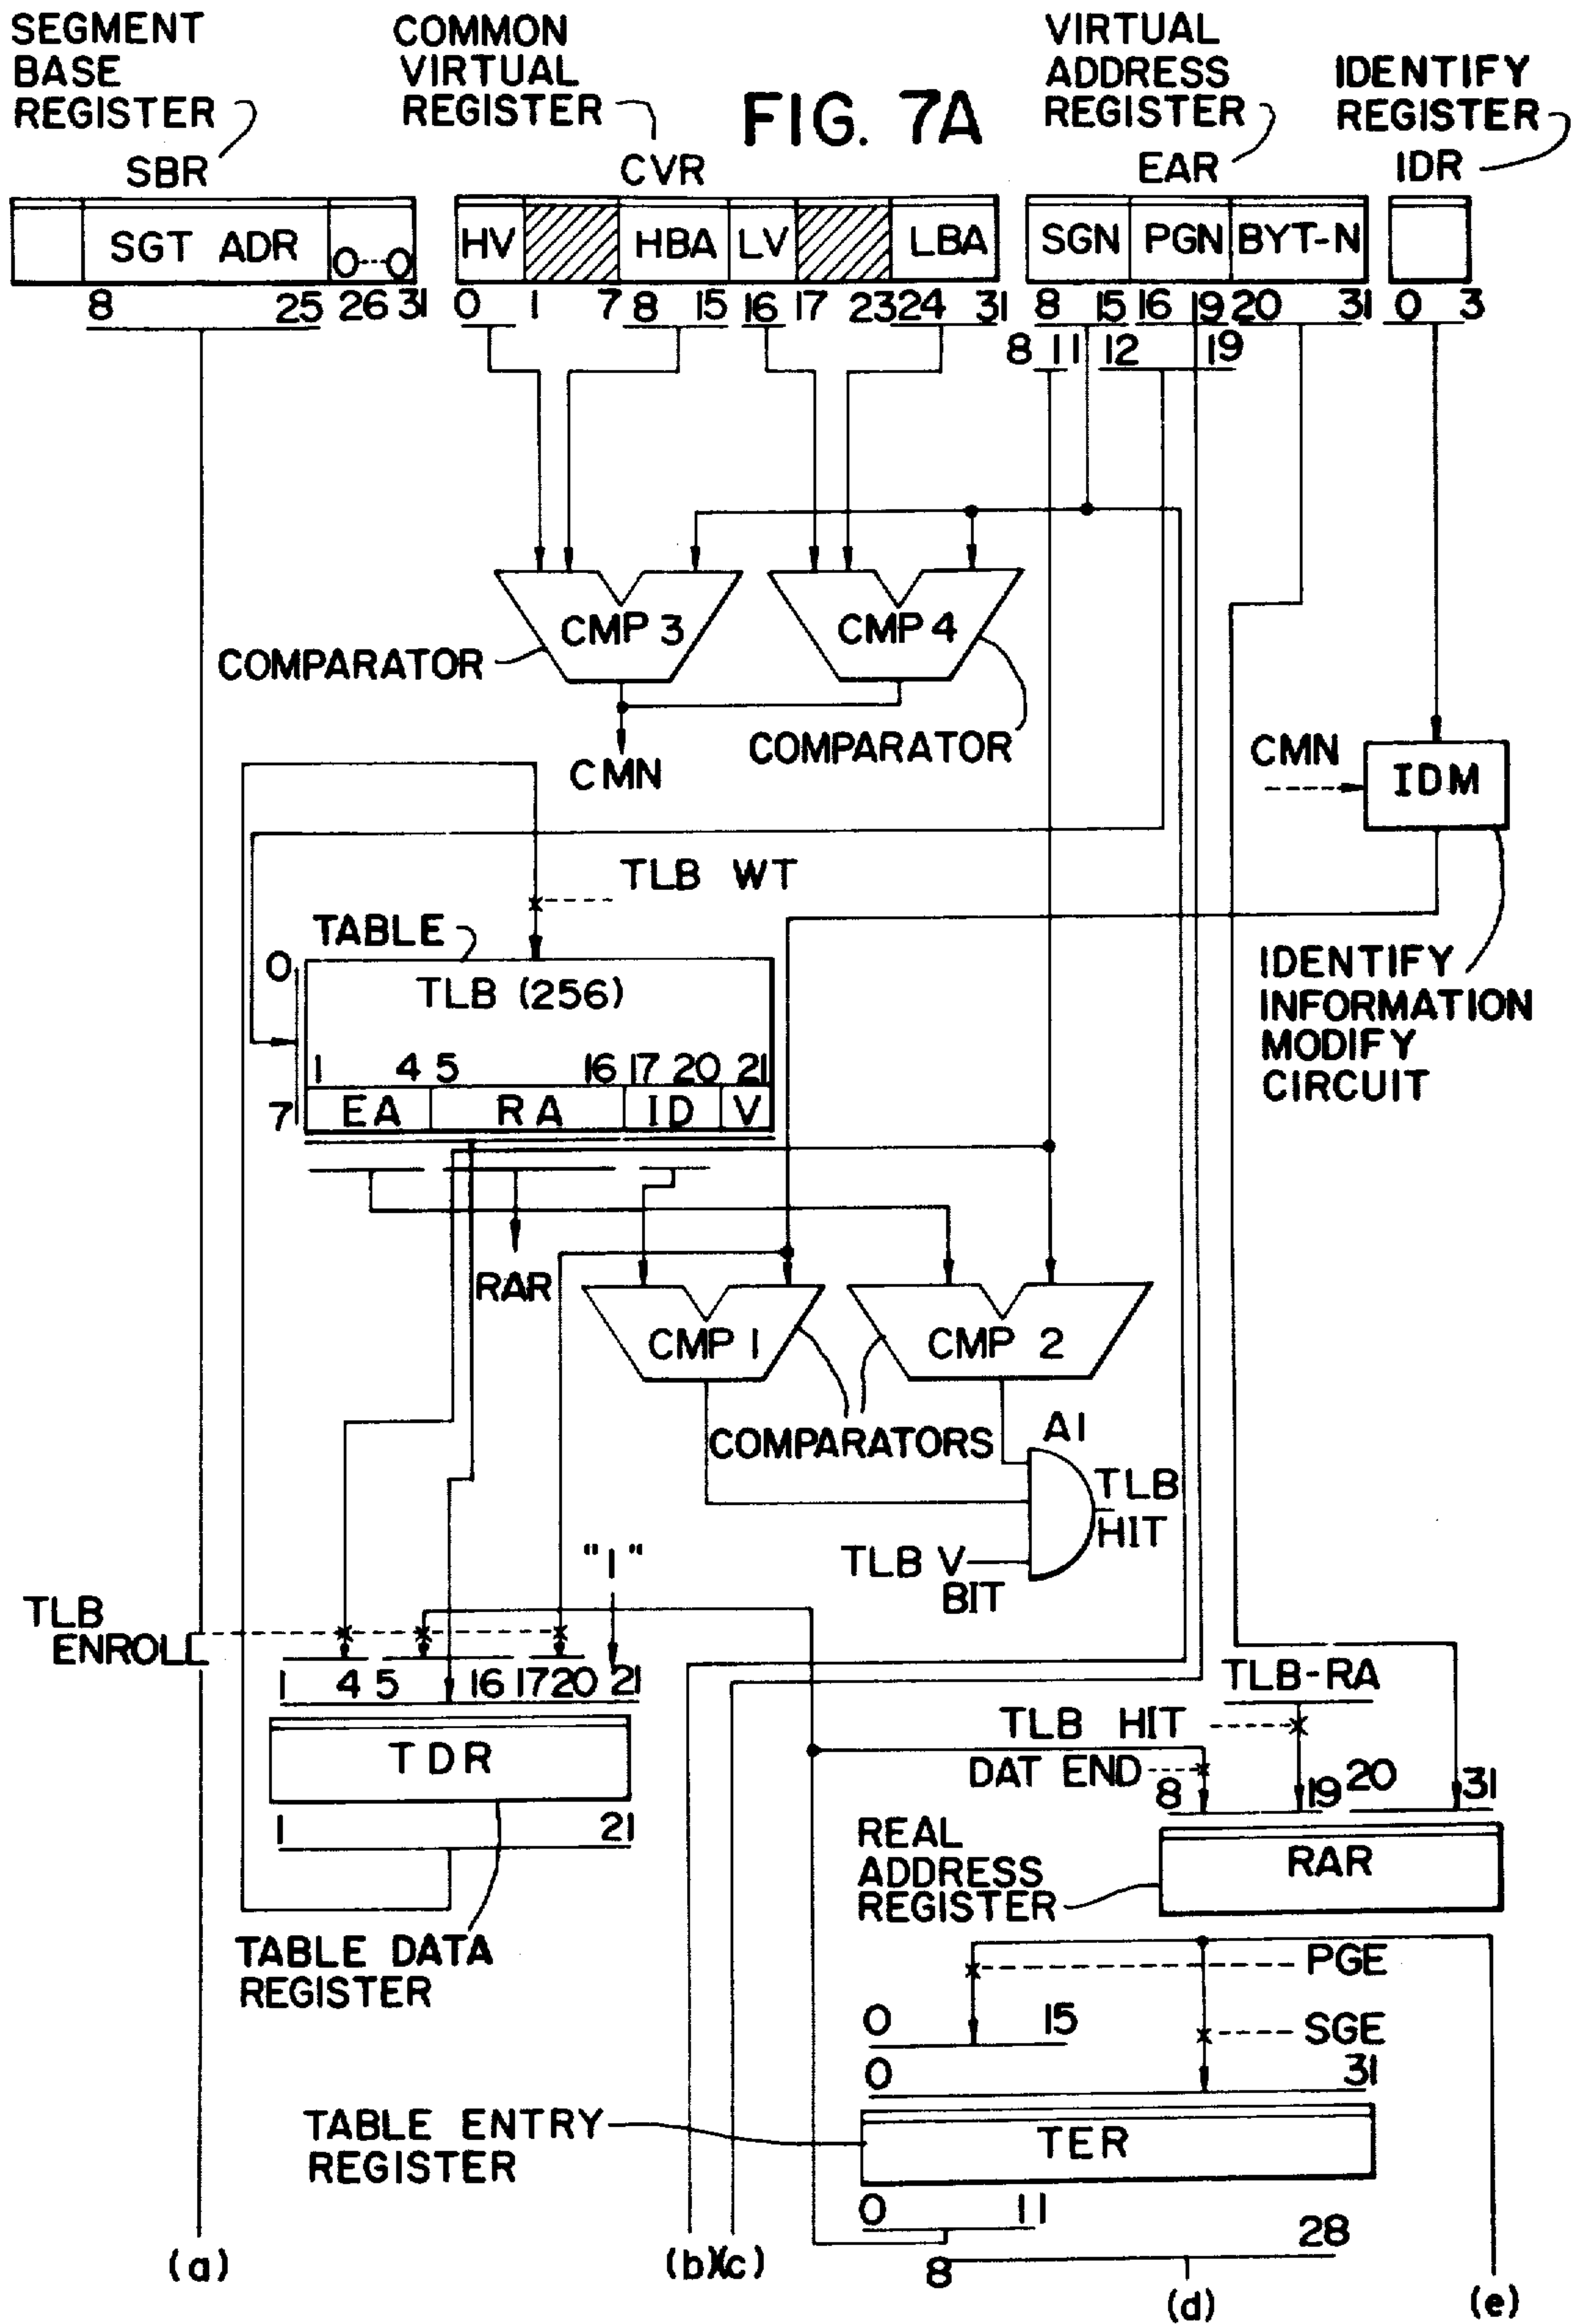 SEGMENT
BASE
REGISTER
SBR
COMMON
VIRTUAL
REGISTER
CVR
FIG. 7A
VIRTUAL
ADDRESS
REGISTER
EAR
IDENTIFY
REGISTER
IDR
SGT ADR
0---0
HV
HBA
LV
LBA
SGN
PGN
BYT-N
8 25 26 31
0 1 7 8 15 16 17 23 24 31
8 15 16 19 20 31
0 3
8 11 12 19
CMP 3
CMP 4
COMPARATOR
COMPARATOR
CMN
CMN
IDM
TLB WT
TABLE
0
TLB (256)
IDENTIFY
INFORMATION
MODIFY
CIRCUIT
1 4 5 16 17 20 21
7
EA
RA
ID
V
RAR
CMP 1
CMP 2
COMPARATORS
A1
TLB
HIT
TLB V
BIT
"1"
TLB
ENROLL
1 4 5 16 17 20 21
TDR
1 21
TABLE DATA
REGISTER
TLB-RA
TLB HIT
DAT END
8 19 20 31
REAL
ADDRESS
REGISTER
RAR
PGE
0 15
SGE
0 31
TABLE ENTRY
REGISTER
TER
0 11
8 28
(a)
(b)
(c)
(d)
(e)